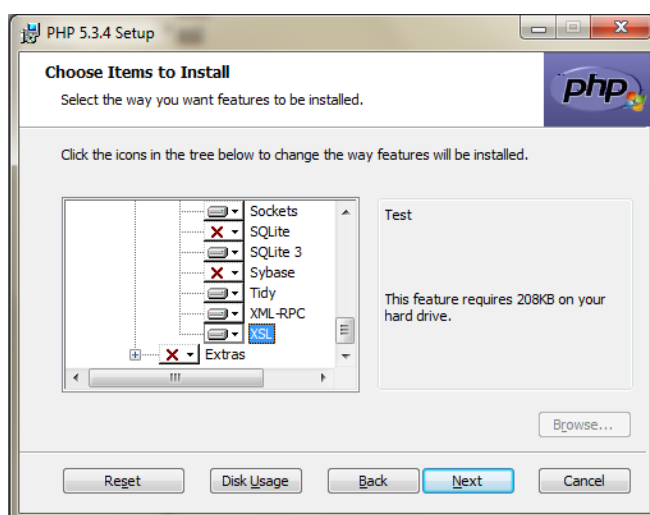 PHP 5.3.4 Setup
Choose Items to Install
Select the way you want features to be installed.
php
Click the icons in the tree below to change the way features will be installed.
Sockets
SQLite
SQLite 3
Sybase
Tidy
XML-RPC
XSL
Extras
Test
This feature requires 208KB on your
hard drive.
Browse...
Reset
Disk Usage
Back
Next
Cancel